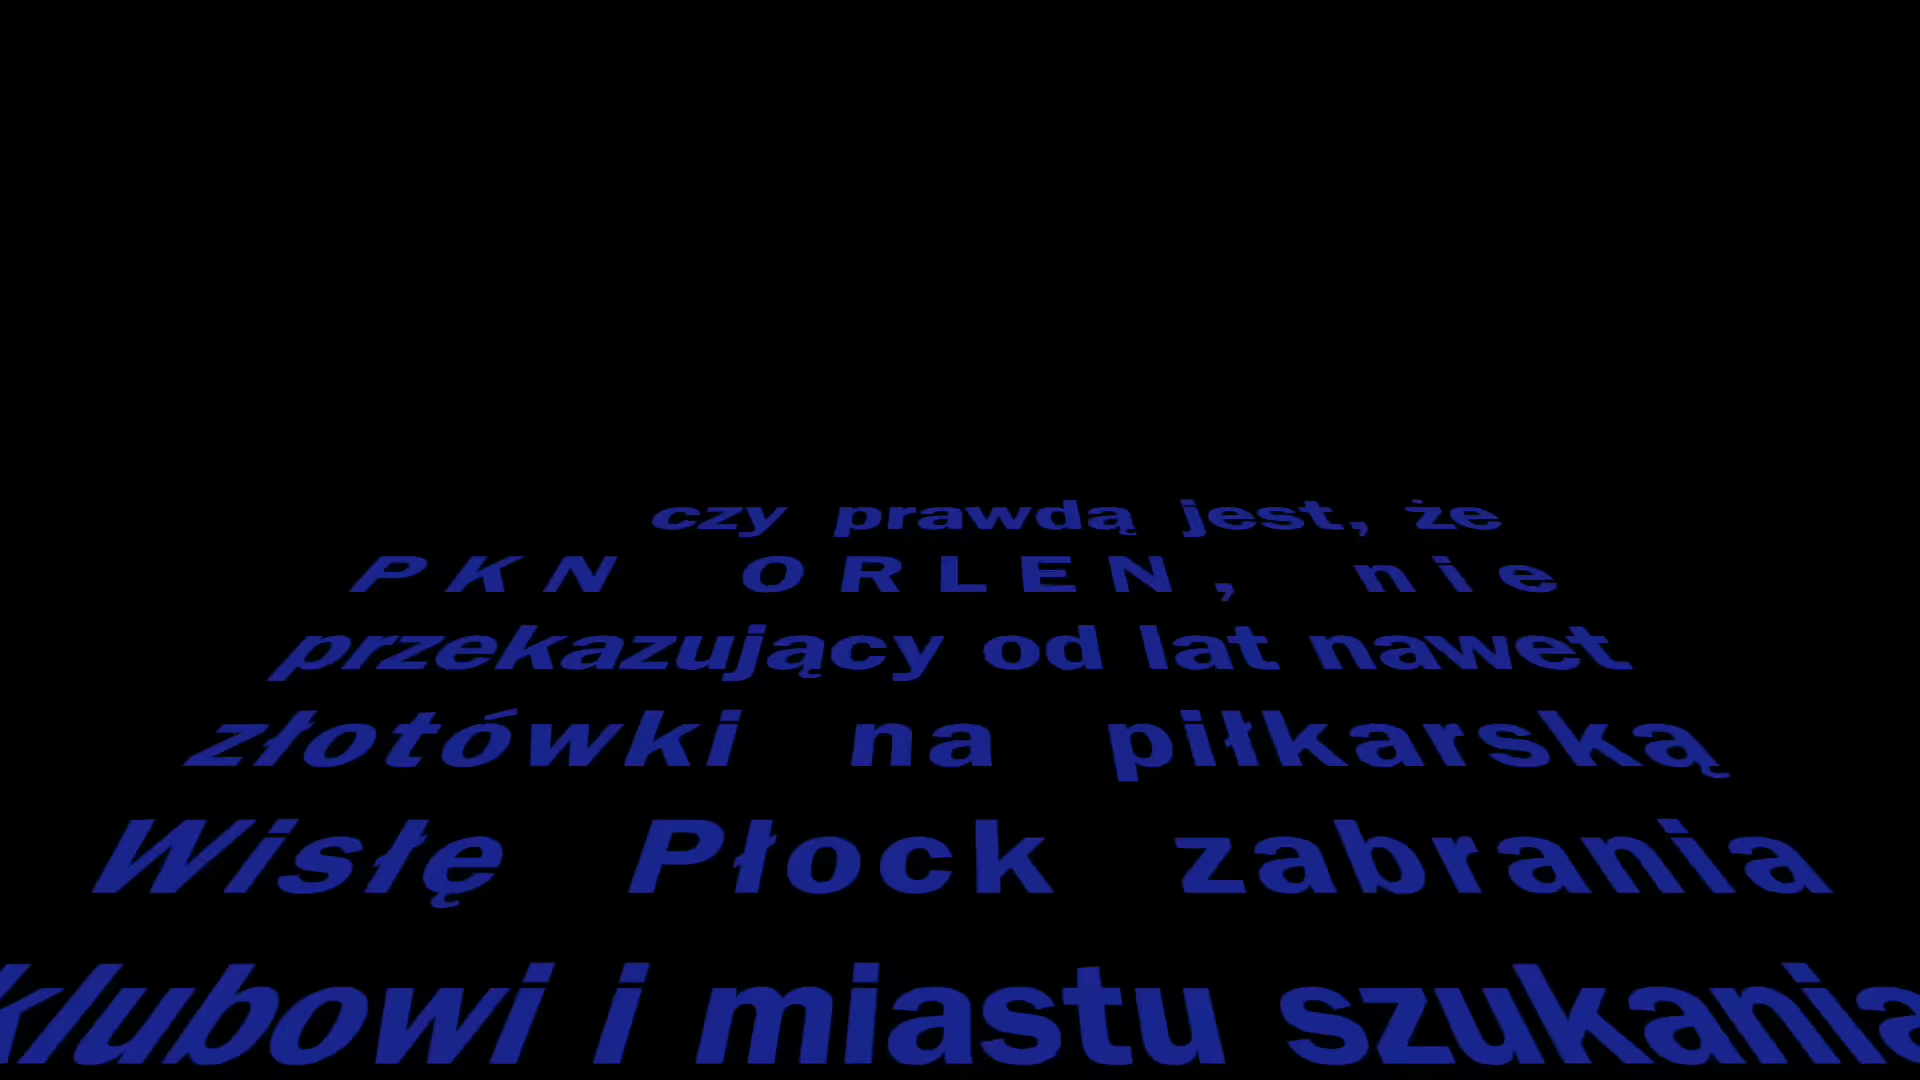 czy prawdą jest, że
PKN ORLEN, nie
przekazujący od lat nawet
złotówki na piłkarską
Wisłę Płock zabrania
klubowi i miastu szukania